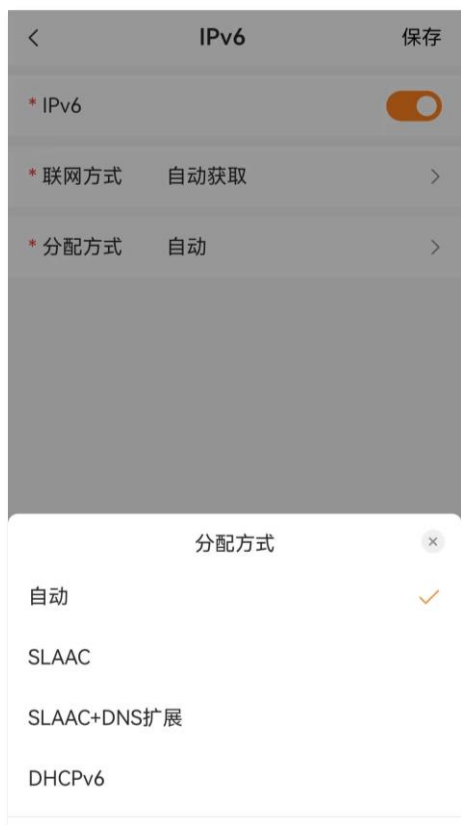 IPv6
保存
* IPv6
* 联网方式 自动获取
* 分配方式 自动
分配方式
自动
SLAAC
SLAAC+DNS扩展
DHCPv6